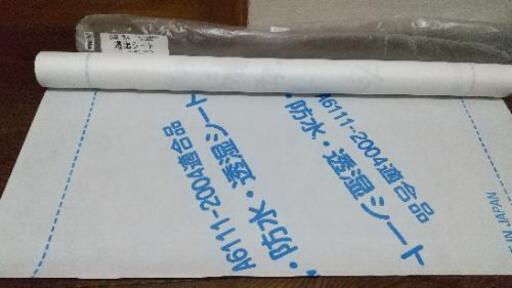 透湿シート
A6111-2004適合品
・防水・透湿シート
A6111-2004適合品
・防水・透湿シート
IN JAPAN